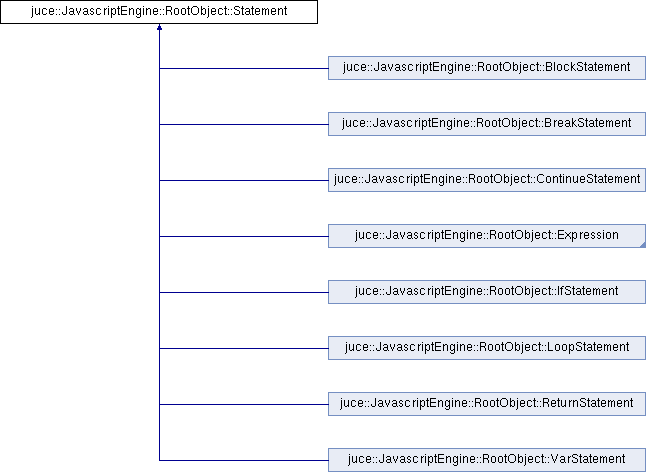 juce::JavascriptEngine::RootObject::Statement
juce::JavascriptEngine::RootObject::BlockStatement
juce::JavascriptEngine::RootObject::BreakStatement
juce::JavascriptEngine::RootObject::ContinueStatement
juce::JavascriptEngine::RootObject::Expression
juce::JavascriptEngine::RootObject::IfStatement
juce::JavascriptEngine::RootObject::LoopStatement
juce::JavascriptEngine::RootObject::ReturnStatement
juce::JavascriptEngine::RootObject::VarStatement